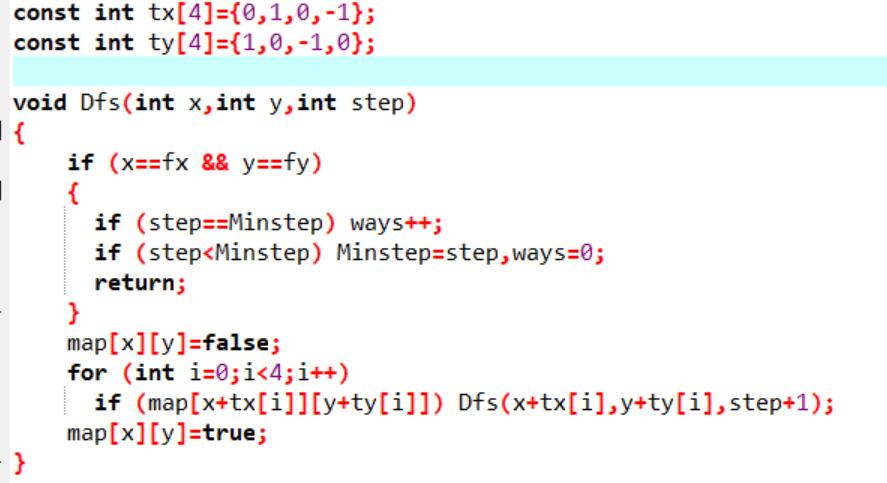 const int tx[4]={0,1,0,-1};
const int ty[4]={1,0,-1,0};
void Dfs(int x,int y,int step)
{
if (x==fx && y==fy)
{
if (step==Minstep) ways++;
if (step<Minstep) Minstep=step,ways=0;
return;
}
map[x][y]=false;
for (int i=0;i<4;i++)
if (map[x+tx[i]][y+ty[i]]) Dfs(x+tx[i],y+ty[i],step+1);
map[x][y]=true;
}